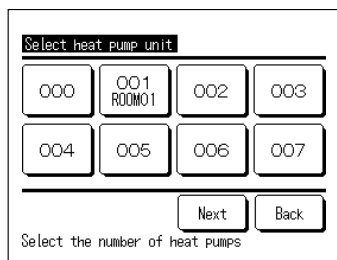 Select heat pump unit
000 001 002 003
ROOM01
004 005 006 007
Next Back
Select the number of heat pumps